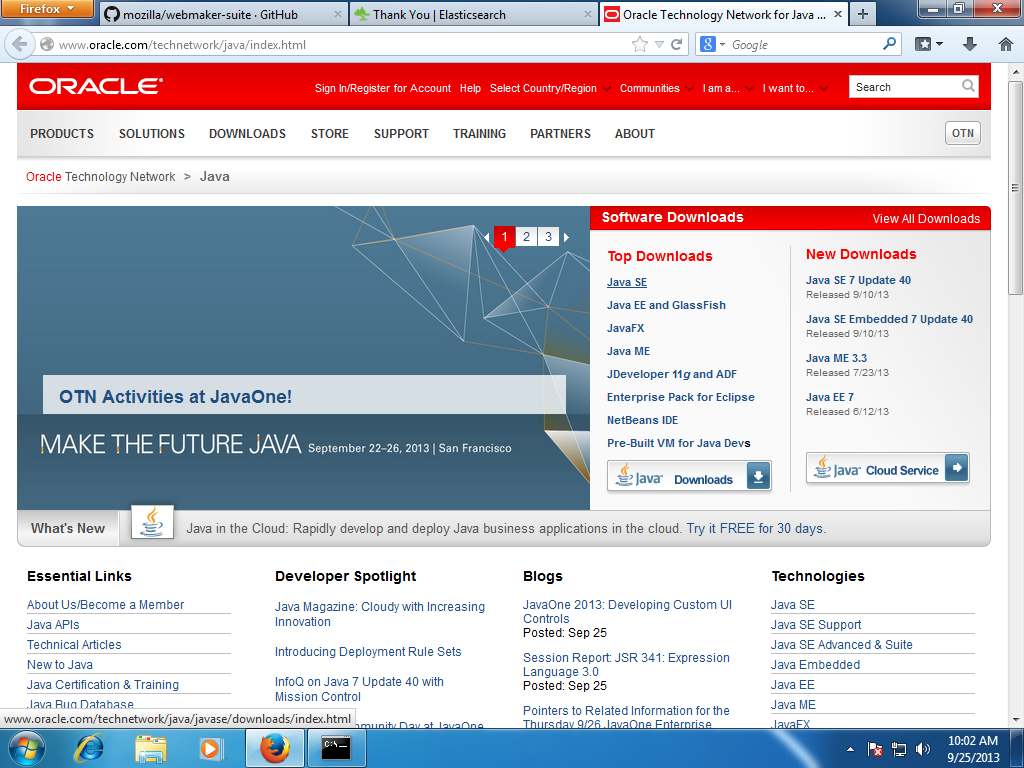 Firefox
mozilla/webmaker-suite · GitHub
Thank You | Elasticsearch
Oracle Technology Network for Java ...
www.oracle.com/technetwork/java/index.html
Google
ORACLE
Sign In/Register for Account Help Select Country/Region Communities I am a... I want to...
Search
PRODUCTS SOLUTIONS DOWNLOADS STORE SUPPORT TRAINING PARTNERS ABOUT
OTN
Oracle Technology Network > Java
1 2 3
OTN Activities at JavaOne!
MAKE THE FUTURE JAVA September 22–26, 2013 | San Francisco
Software Downloads
View All Downloads
Top Downloads
Java SE
Java EE and GlassFish
JavaFX
Java ME
JDeveloper 11g and ADF
Enterprise Pack for Eclipse
NetBeans IDE
Pre-Built VM for Java Devs
Java Downloads
New Downloads
Java SE 7 Update 40
Released 9/10/13
Java SE Embedded 7 Update 40
Released 9/10/13
Java ME 3.3
Released 7/23/13
Java EE 7
Released 6/12/13
Java Cloud Service
What's New
Java in the Cloud: Rapidly develop and deploy Java business applications in the cloud. Try it FREE for 30 days.
Essential Links
About Us/Become a Member
Java APIs
Technical Articles
New to Java
Java Certification & Training
Java Bug Database
Developer Spotlight
Java Magazine: Cloudy with Increasing
Innovation
Introducing Deployment Rule Sets
InfoQ on Java 7 Update 40 with
Mission Control
Day at JavaOne
Blogs
JavaOne 2013: Developing Custom UI
Controls
Posted: Sep 25
Session Report: JSR 341: Expression
Language 3.0
Posted: Sep 25
Pointers to Related Information for the
Thursday 9/26 JavaOne Enterprise
Technologies
Java SE
Java SE Support
Java SE Advanced & Suite
Java Embedded
Java EE
Java ME
JavaFX
www.oracle.com/technetwork/java/javase/downloads/index.html
C:\
10:02 AM
9/25/2013